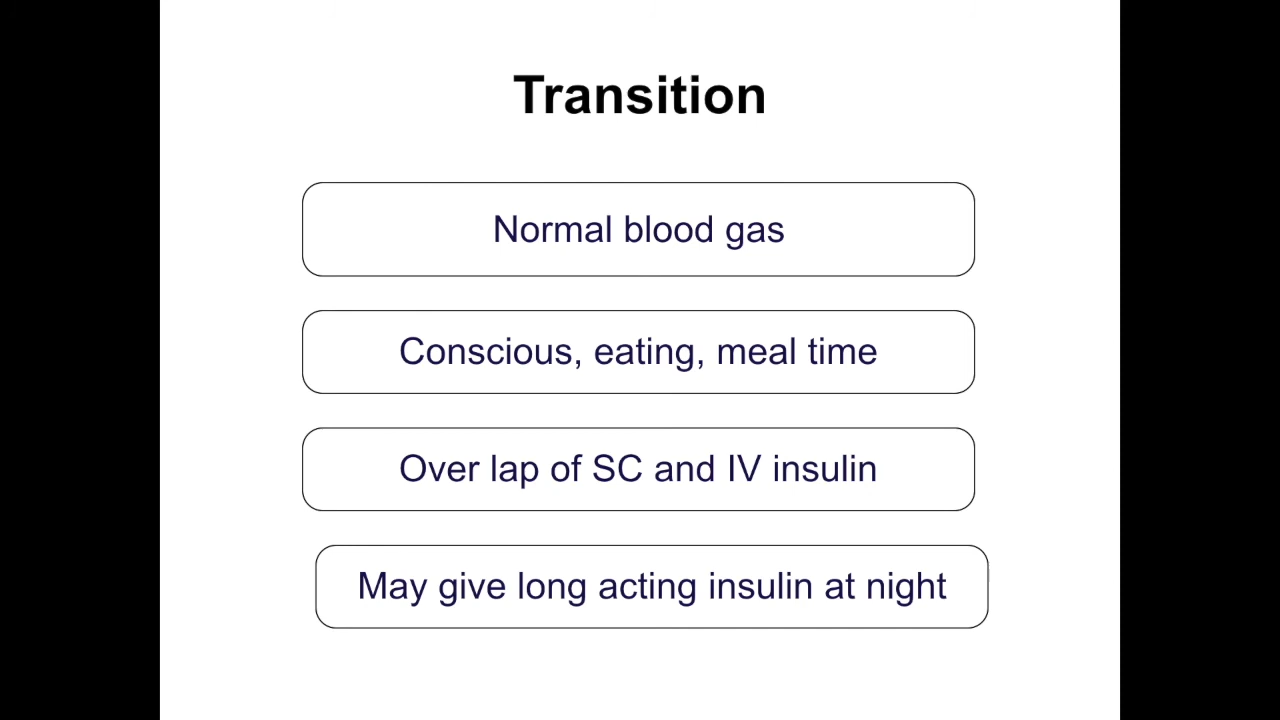 Transition
Normal blood gas
Conscious, eating, meal time
Over lap of SC and IV insulin
May give long acting insulin at night